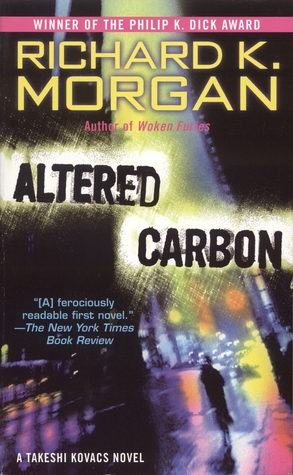 WINNER OF THE PHILIP K. DICK AWARD
RICHARD K.
MORGAN
Author of Woken Furies
ALTERED
CARBON
"[A] ferociously
readable first novel."
—The New York Times
Book Review
A TAKESHI KOVACS NOVEL